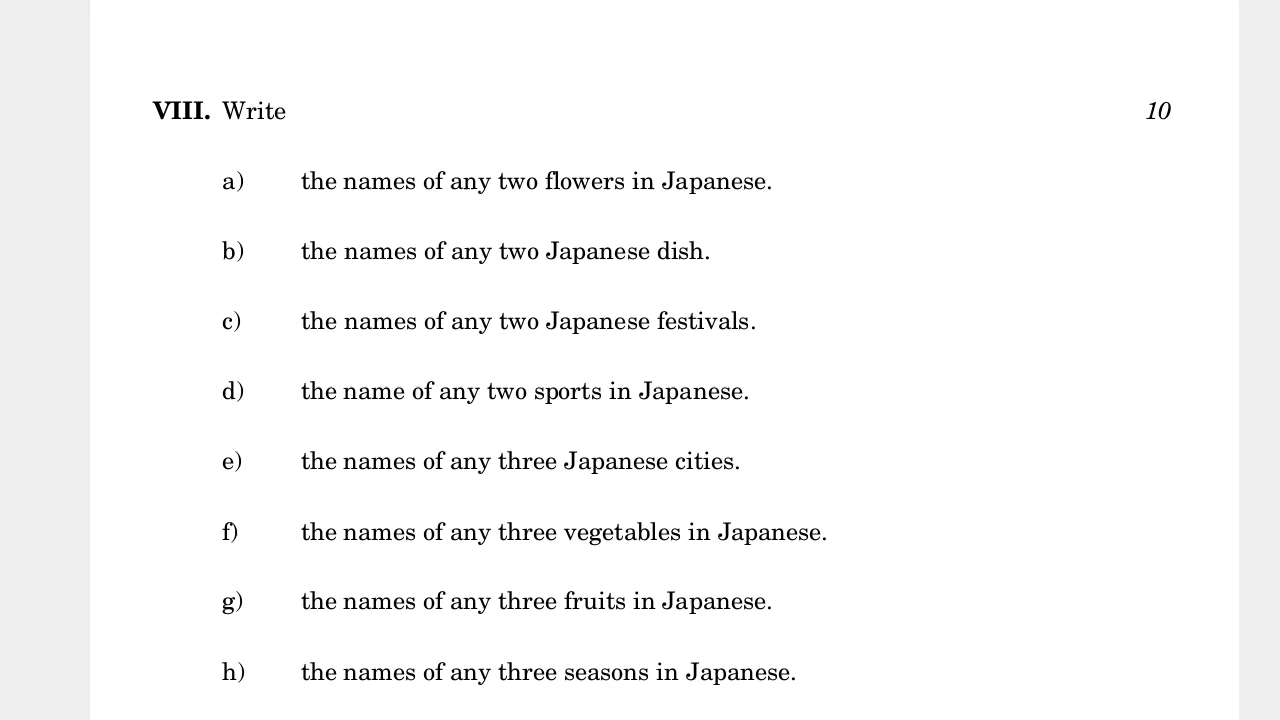 VIII. Write 10
a) the names of any two flowers in Japanese.
b) the names of any two Japanese dish.
c) the names of any two Japanese festivals.
d) the name of any two sports in Japanese.
e) the names of any three Japanese cities.
f) the names of any three vegetables in Japanese.
g) the names of any three fruits in Japanese.
h) the names of any three seasons in Japanese.